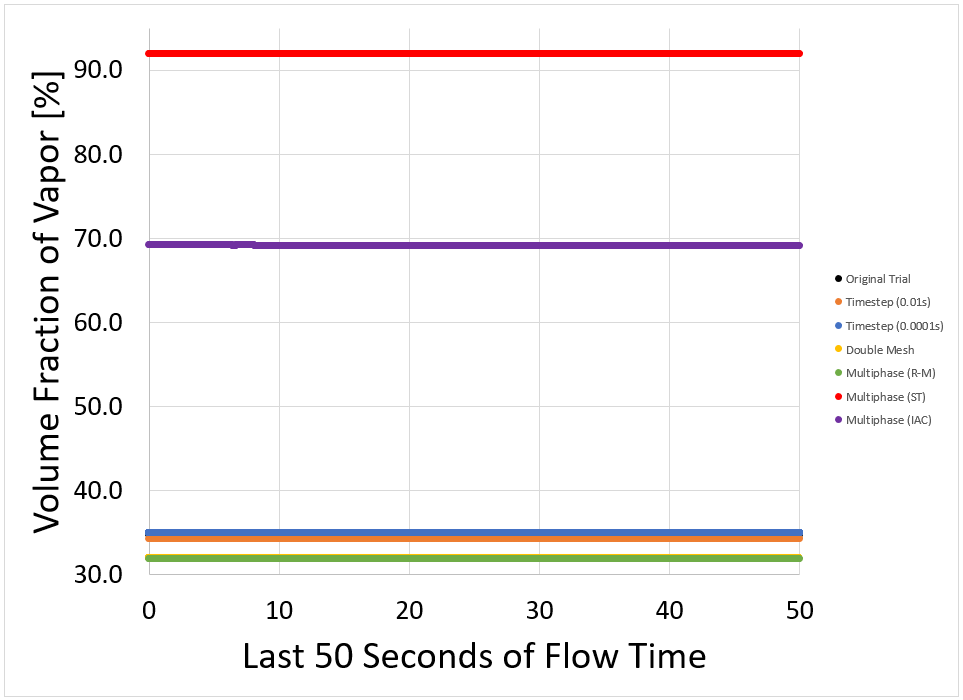 Volume Fraction of Vapor [%]
90.0
80.0
70.0
60.0
50.0
40.0
30.0
0 10 20 30 40 50
Last 50 Seconds of Flow Time
Original Trial
Timestep (0.01s)
Timestep (0.0001s)
Double Mesh
Multiphase (R-M)
Multiphase (ST)
Multiphase (IAC)